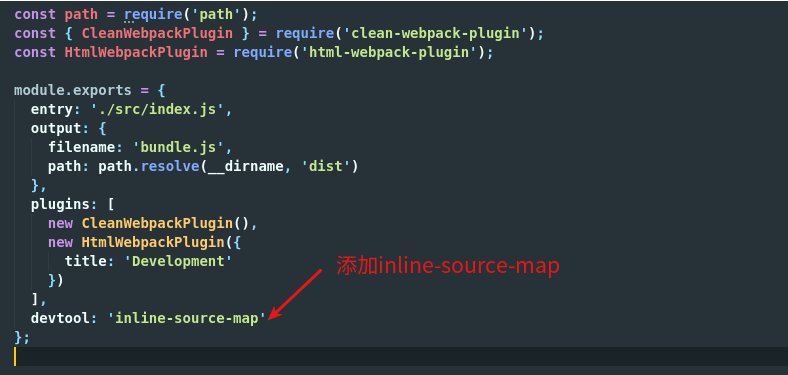 const path = require('path');
const { CleanWebpackPlugin } = require('clean-webpack-plugin');
const HtmlWebpackPlugin = require('html-webpack-plugin');
module.exports = {
  entry: './src/index.js',
  output: {
    filename: 'bundle.js',
    path: path.resolve(__dirname, 'dist')
  },
  plugins: [
    new CleanWebpackPlugin(),
    new HtmlWebpackPlugin({
      title: 'Development'
添加inline-source-map
    })
  ],
  devtool: 'inline-source-map'
};